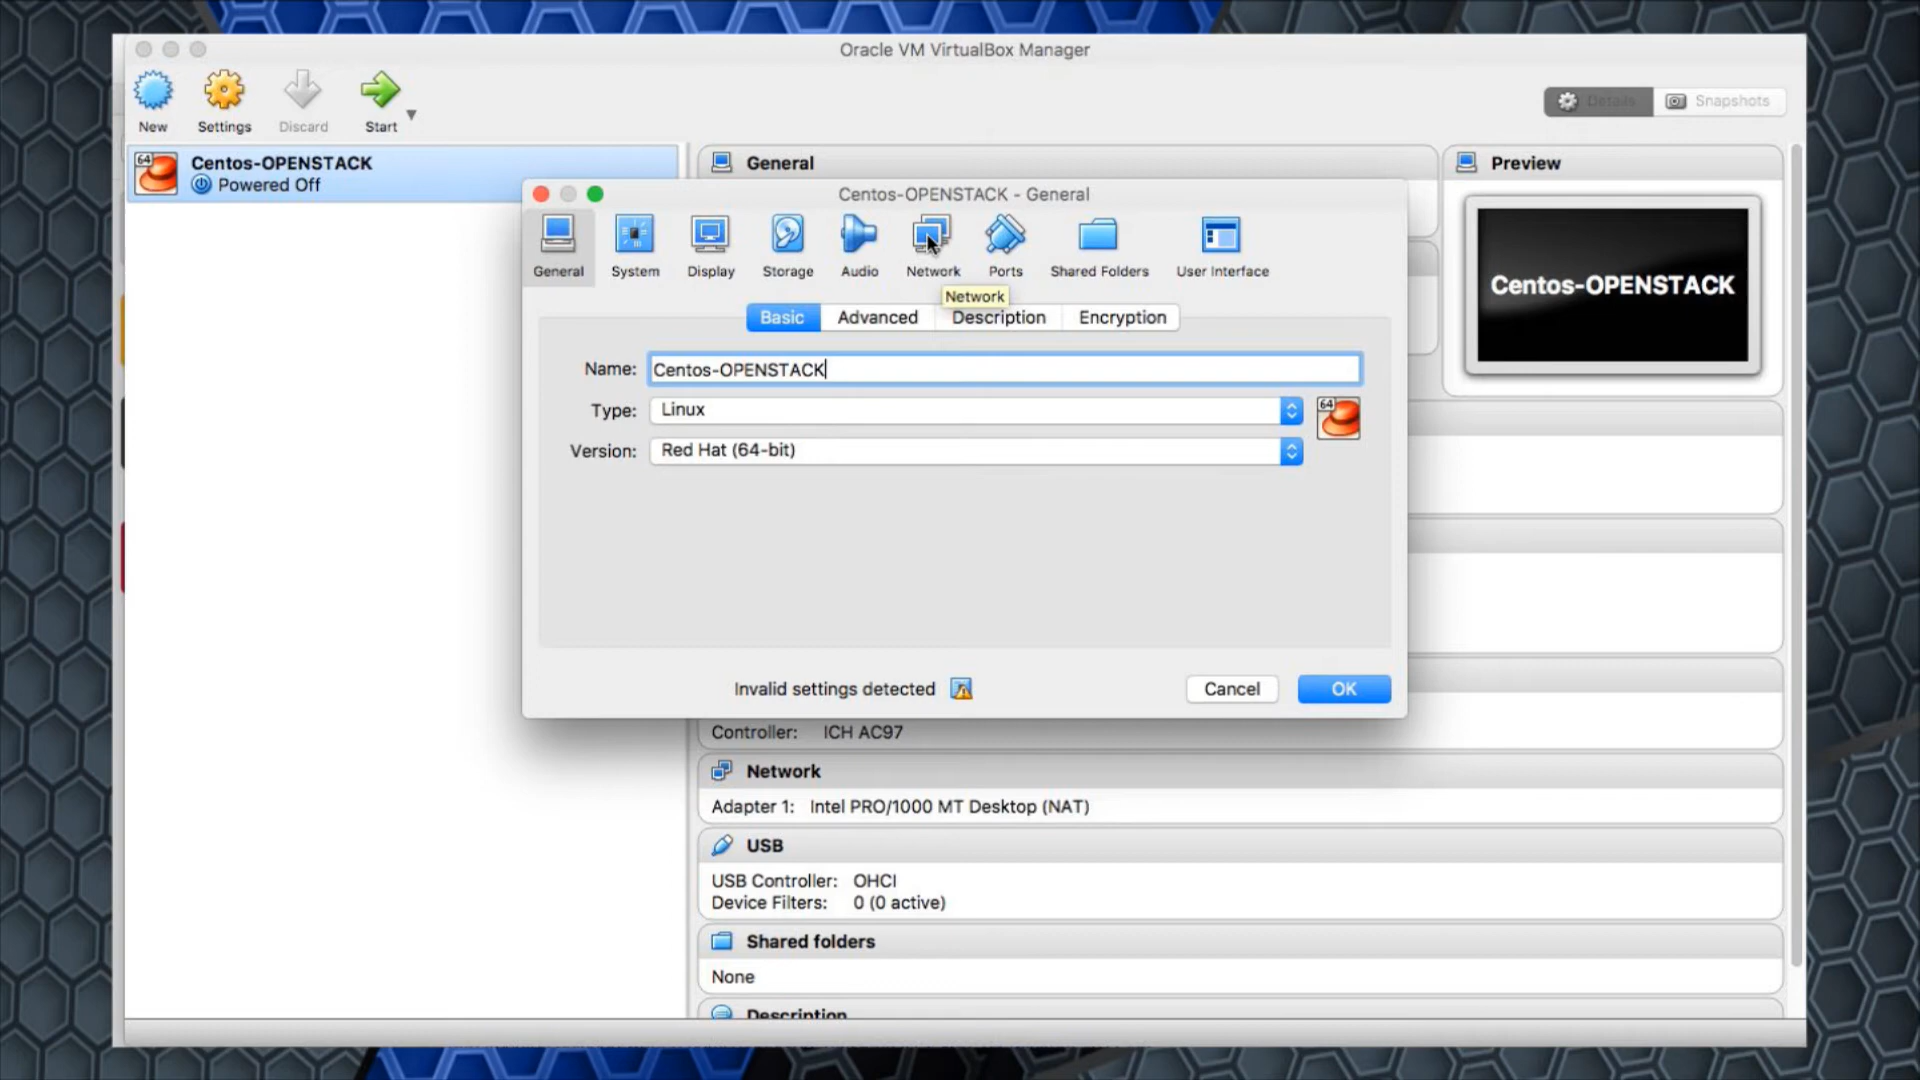 Oracle VM VirtualBox Manager
New
Settings
Discard
Start
Details
Snapshots
64
Centos-OPENSTACK
Powered Off
General
Preview
Centos-OPENSTACK
Centos-OPENSTACK - General
General
System
Display
Storage
Audio
Network
Ports
Shared Folders
User Interface
Network
Basic
Advanced
Description
Encryption
Name: Centos-OPENSTACK
Type: Linux
64
Version: Red Hat (64-bit)
Invalid settings detected
Cancel
OK
Controller: ICH AC97
Network
Adapter 1: Intel PRO/1000 MT Desktop (NAT)
USB
USB Controller: OHCI
Device Filters: 0 (0 active)
Shared folders
None
Description